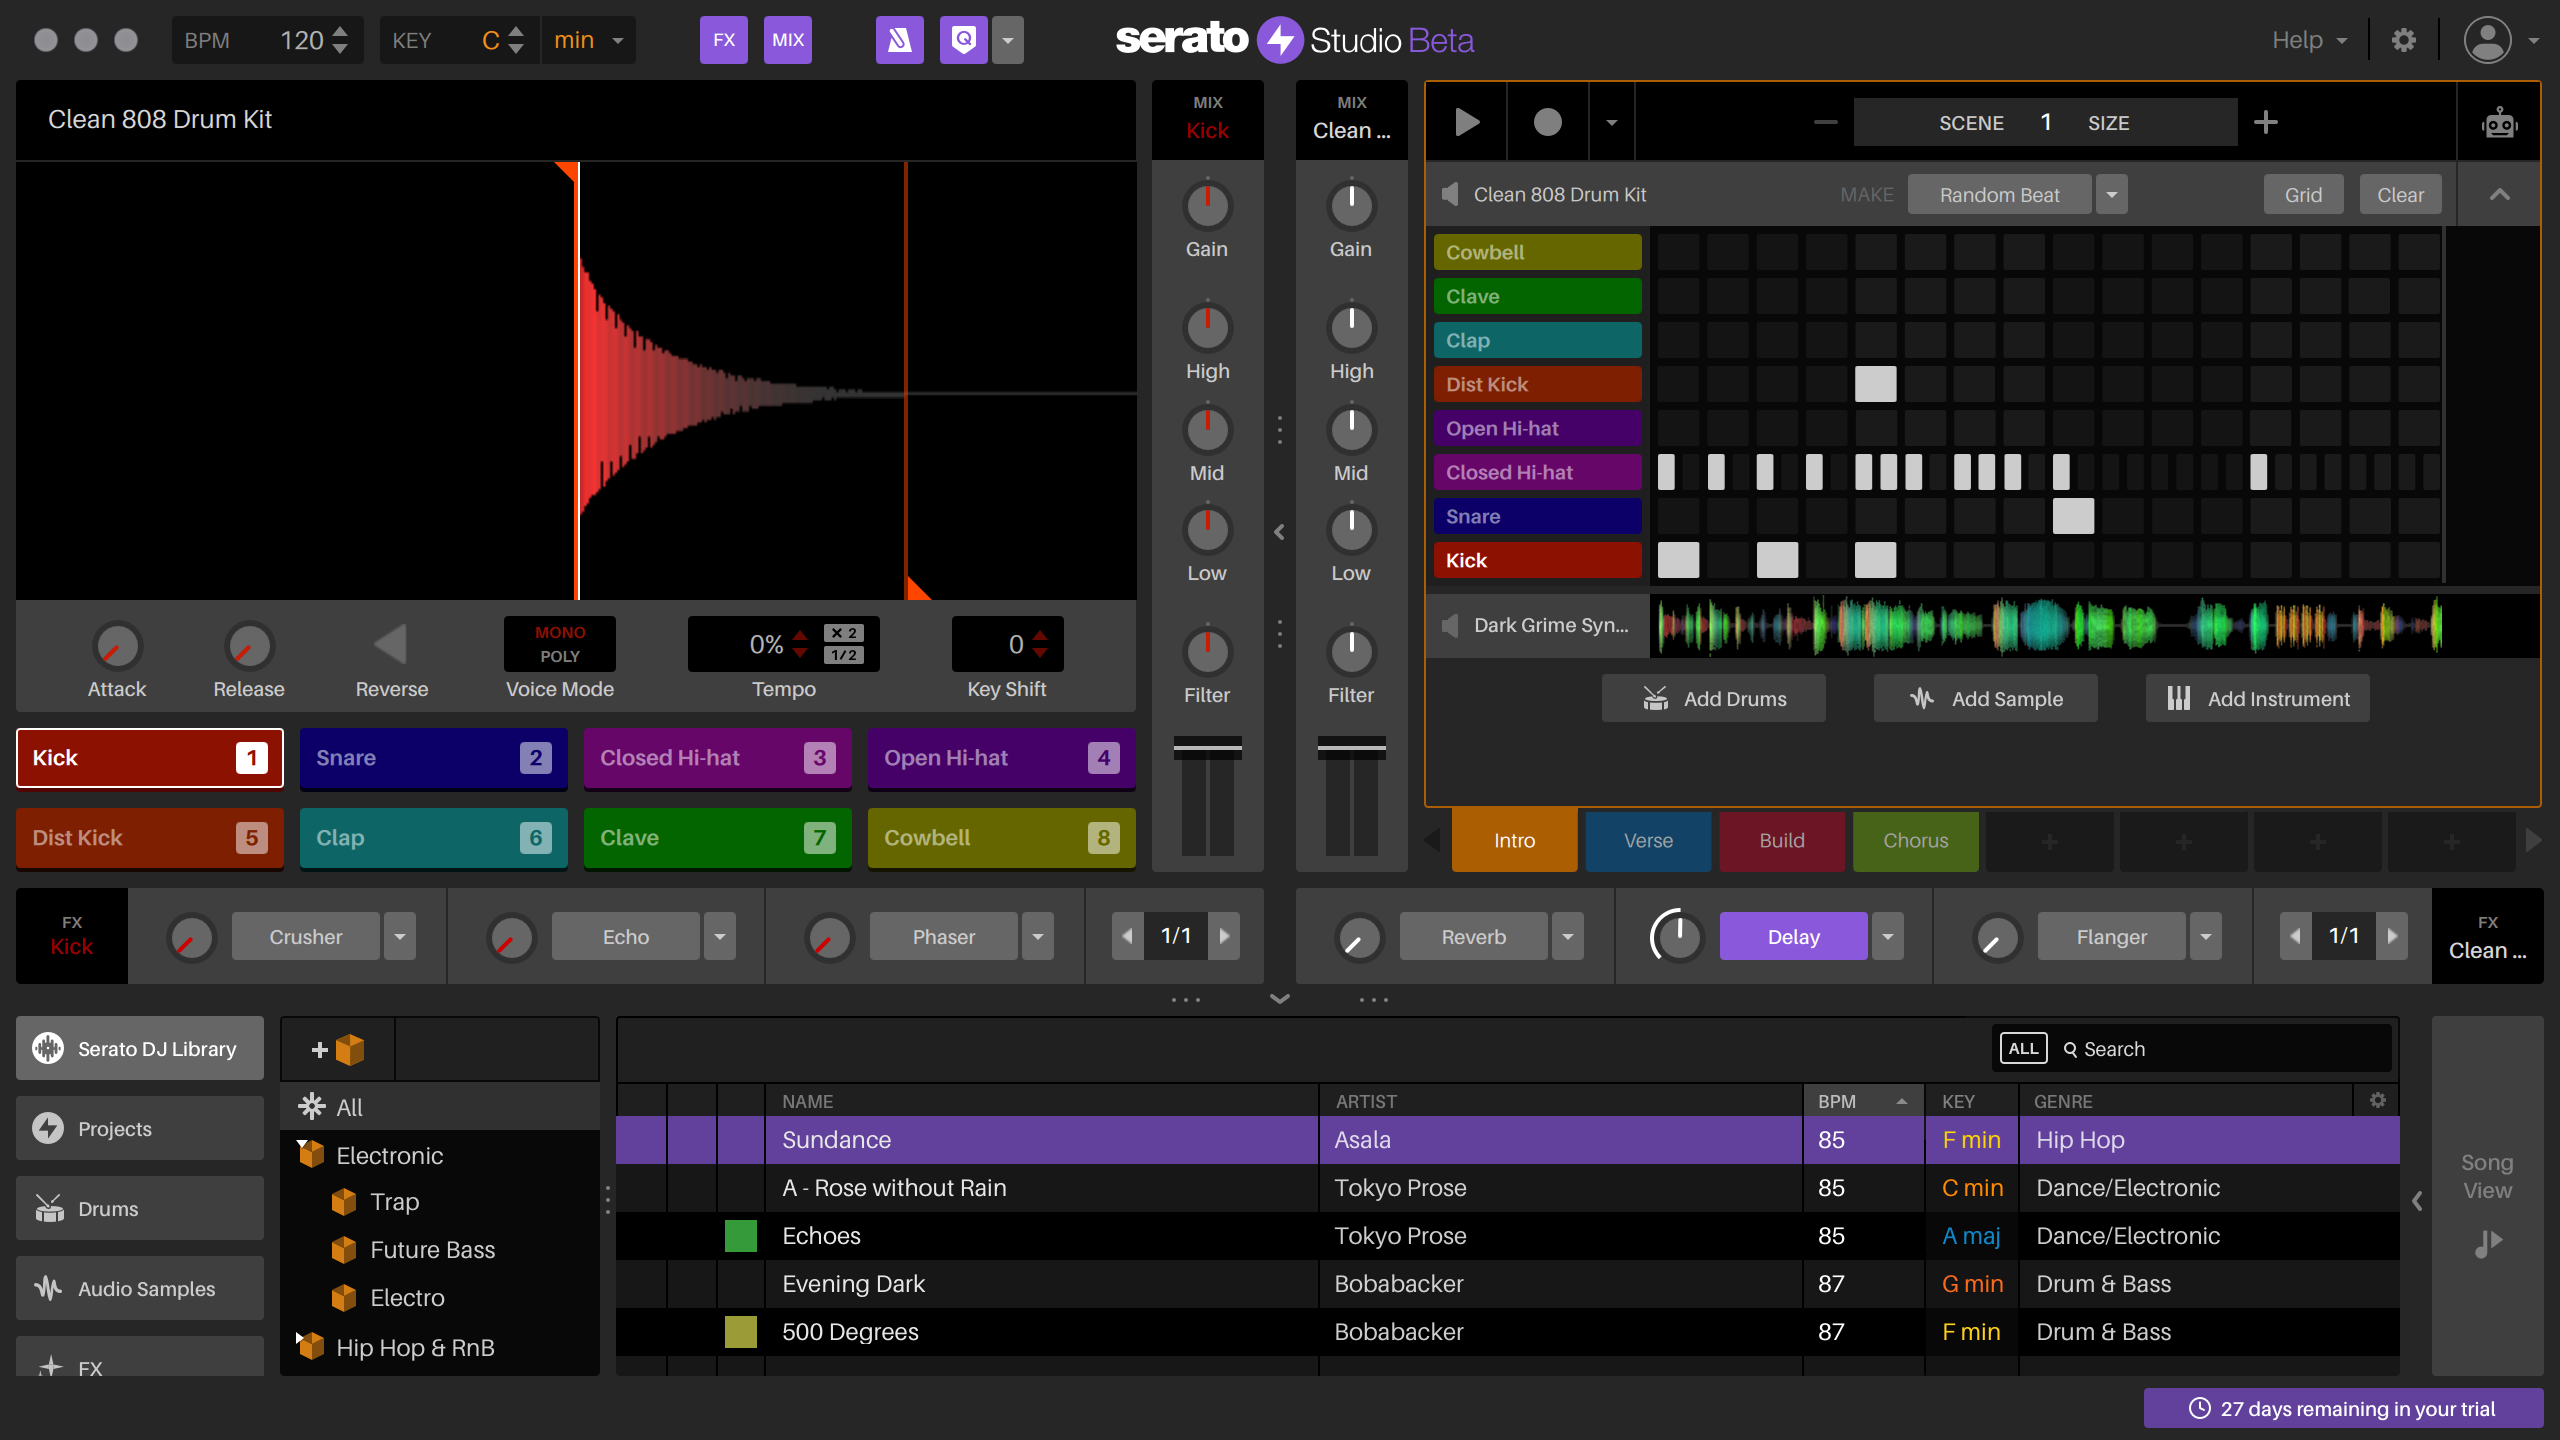 BPM 120 KEY C min FX MIX Q serato Studio Beta Help
Clean 808 Drum Kit
MIX
Kick
MIX
Clean ...
SCENE 1 SIZE
Clean 808 Drum Kit MAKE Random Beat Grid Clear
Gain
High
Mid
Low
Filter
Gain
High
Mid
Low
Filter
Cowbell
Clave
Clap
Dist Kick
Open Hi-hat
Closed Hi-hat
Snare
Kick
Dark Grime Syn...
Add Drums Add Sample Add Instrument
MONO
POLY
0% × 2
1/2
0
Attack Release Reverse Voice Mode Tempo Key Shift
Kick 1 Snare 2 Closed Hi-hat 3 Open Hi-hat 4
Dist Kick 5 Clap 6 Clave 7 Cowbell 8
Intro Verse Build Chorus + + + +
FX
Kick
Crusher Echo Phaser 1/1
Reverb Delay Flanger 1/1
FX
Clean ...
Serato DJ Library
Projects
Drums
Audio Samples
FX
+
All
Electronic
Trap
Future Bass
Electro
Hip Hop & RnB
ALL Search
NAME ARTIST BPM KEY GENRE
Sundance Asala 85 F min Hip Hop
A - Rose without Rain Tokyo Prose 85 C min Dance/Electronic
Echoes Tokyo Prose 85 A maj Dance/Electronic
Evening Dark Bobabacker 87 G min Drum & Bass
500 Degrees Bobabacker 87 F min Drum & Bass
Song
View
27 days remaining in your trial